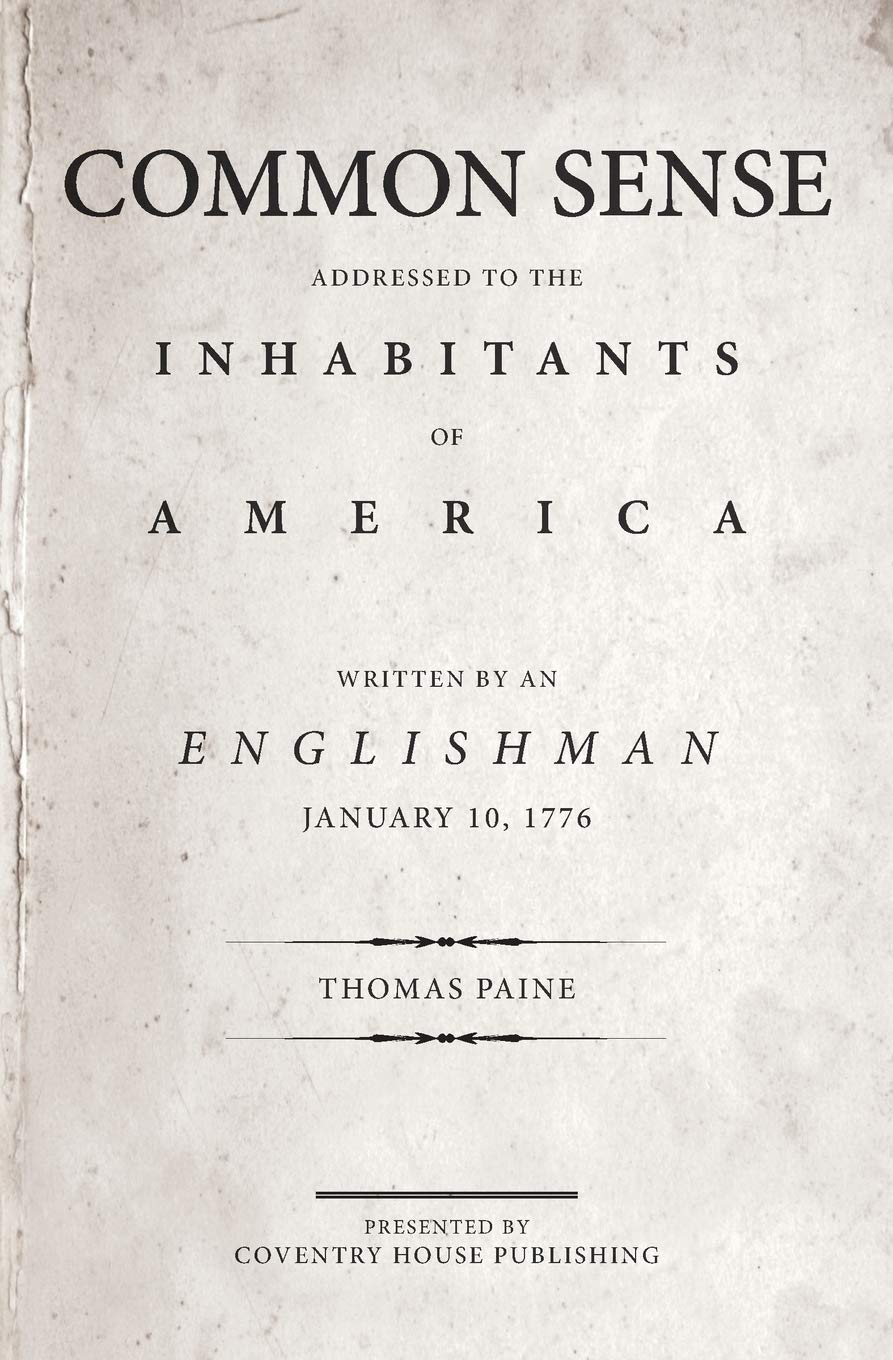 COMMON SENSE
ADDRESSED TO THE
INHABITANTS
OF
AMERICA
WRITTEN BY AN
ENGLISHMAN
JANUARY 10, 1776
THOMAS PAINE
PRESENTED BY
COVENTRY HOUSE PUBLISHING